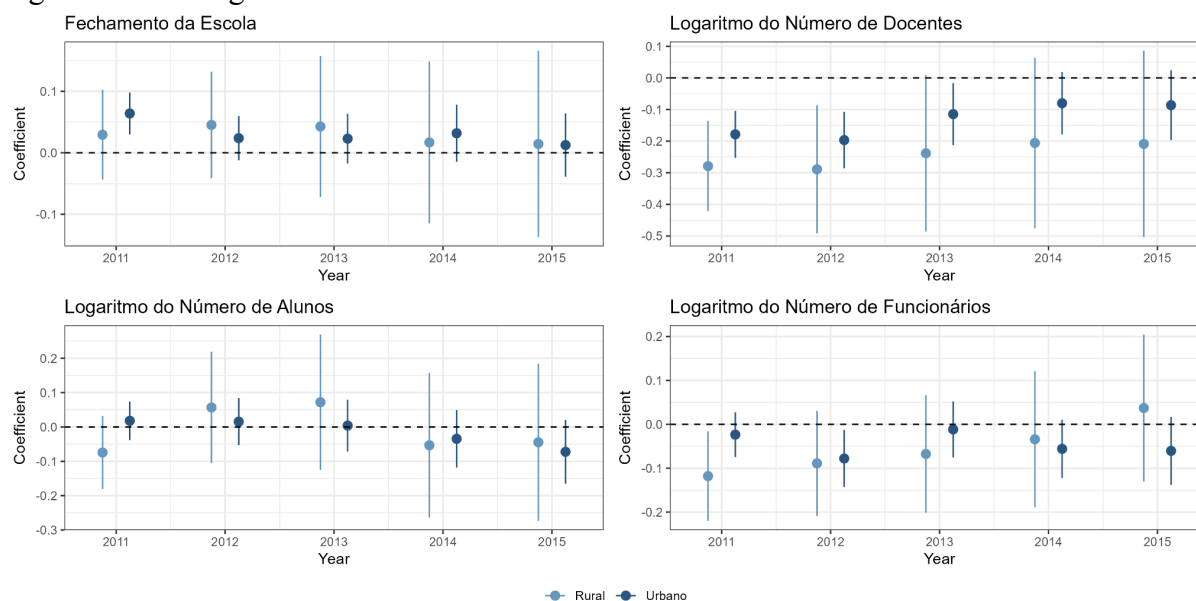 Fechamento da Escola
Coefficient
0.1
0.0
-0.1
2011 2012 2013 2014 2015
Year
Logaritmo do Número de Docentes
Coefficient
0.1
0.0
-0.1
-0.2
-0.3
-0.4
-0.5
2011 2012 2013 2014 2015
Year
Logaritmo do Número de Alunos
Coefficient
0.2
0.1
0.0
-0.1
-0.2
-0.3
2011 2012 2013 2014 2015
Year
Logaritmo do Número de Funcionários
Coefficient
0.2
0.1
0.0
-0.1
-0.2
2011 2012 2013 2014 2015
Year
Rural Urbano